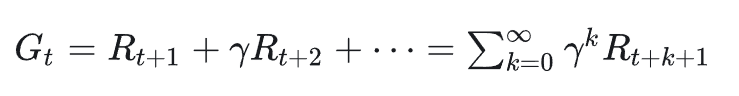 G_t = R_{t+1} + γR_{t+2} + ⋯ = ∑_{k=0}^{∞} γ^k R_{t+k+1}